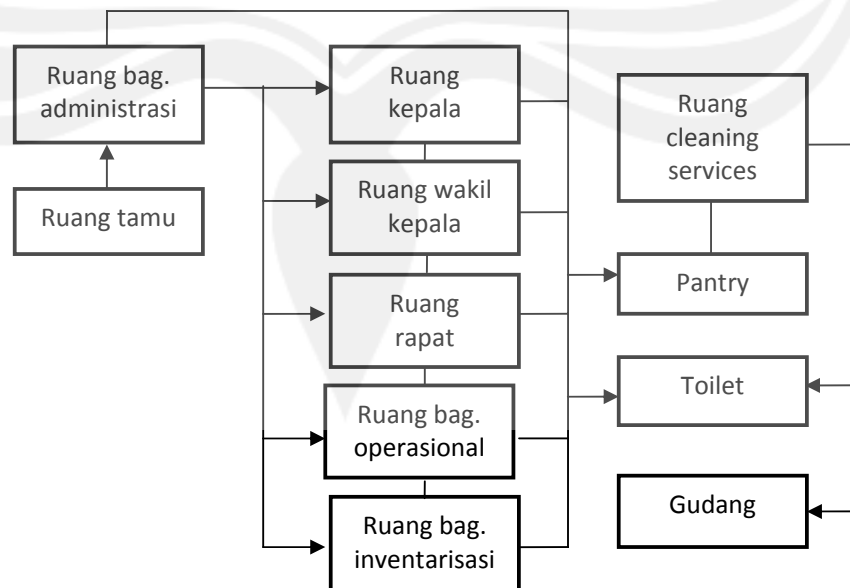 Ruang bag.
administrasi
Ruang tamu
Ruang
kepala
Ruang wakil
kepala
Ruang
rapat
Ruang bag.
operasional
Ruang bag.
inventarisasi
Ruang
cleaning
services
Pantry
Toilet
Gudang